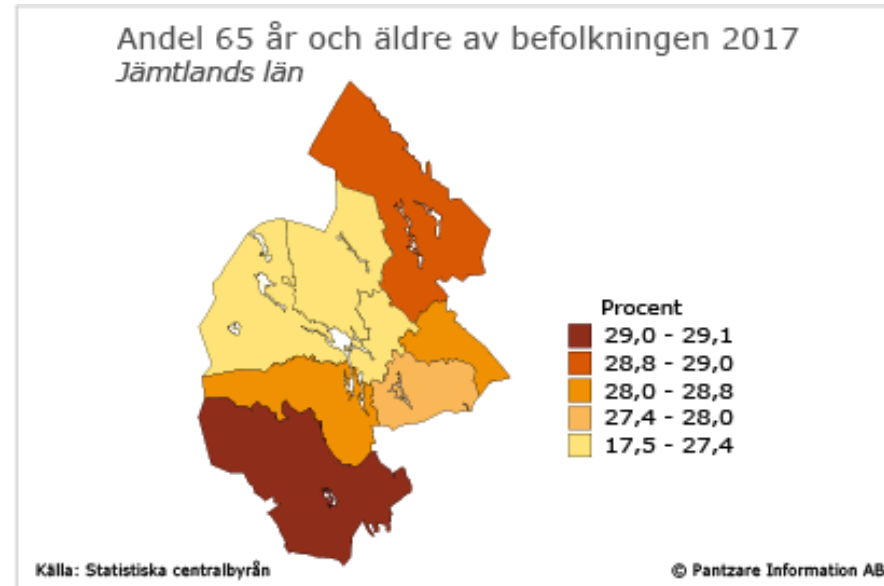 Andel 65 år och äldre av befolkningen 2017
Jämtlands län
Procent
29,0 - 29,1
28,8 - 29,0
28,0 - 28,8
27,4 - 28,0
17,5 - 27,4
Källa: Statistiska centralbyrån
© Pantzare Information AB